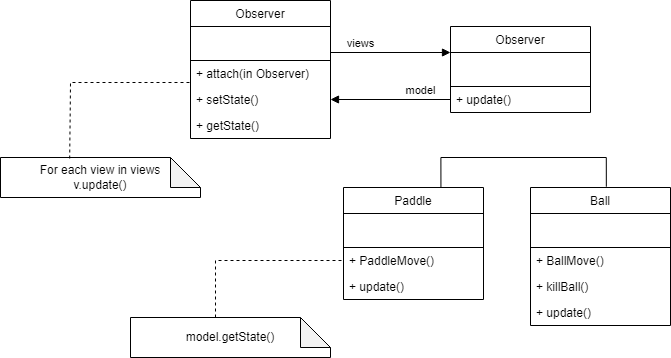 Observer
+ attach(in Observer)
+ setState()
+ getState()
views
model
Observer
+ update()
For each view in views
v.update()
Paddle
+ PaddleMove()
+ update()
Ball
+ BallMove()
+ killBall()
+ update()
model.getState()